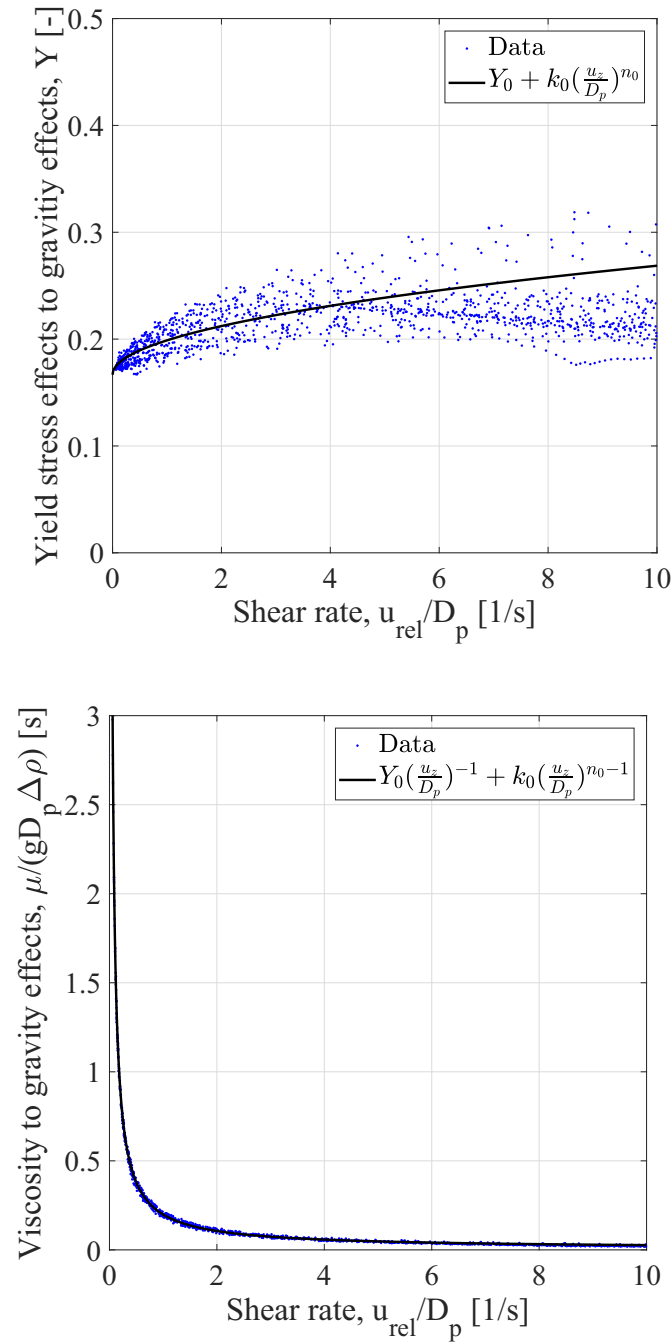 Yield stress effects to gravitiy effects, Y [-]
0.5
0.4
0.3
0.2
0.1
0
Data
Y_0 + k_0(\frac{u_z}{D_p})^{n_0}
0 2 4 6 8 10
Shear rate, u_rel/D_p [1/s]
Viscosity to gravity effects, μ/(gD_pΔρ) [s]
3
2.5
2
1.5
1
0.5
0
Data
Y_0(\frac{u_z}{D_p})^{-1} + k_0(\frac{u_z}{D_p})^{n_0-1}
0 2 4 6 8 10
Shear rate, u_rel/D_p [1/s]